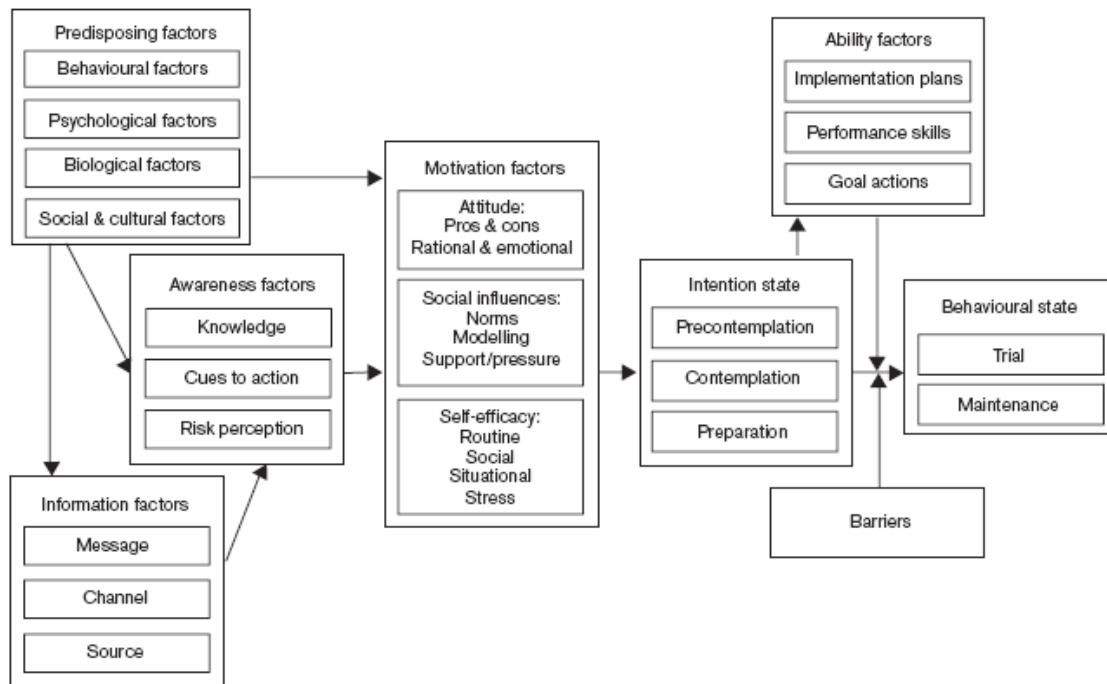 Predisposing factors
Behavioural factors
Psychological factors
Biological factors
Social & cultural factors
Awareness factors
Knowledge
Cues to action
Risk perception
Information factors
Message
Channel
Source
Motivation factors
Attitude:
Pros & cons
Rational & emotional
Social influences:
Norms
Modelling
Support/pressure
Self-efficacy:
Routine
Social
Situational
Stress
Intention state
Precontemplation
Contemplation
Preparation
Ability factors
Implementation plans
Performance skills
Goal actions
Behavioural state
Trial
Maintenance
Barriers